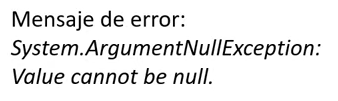 Mensaje de error:
System.ArgumentNullException:
Value cannot be null.